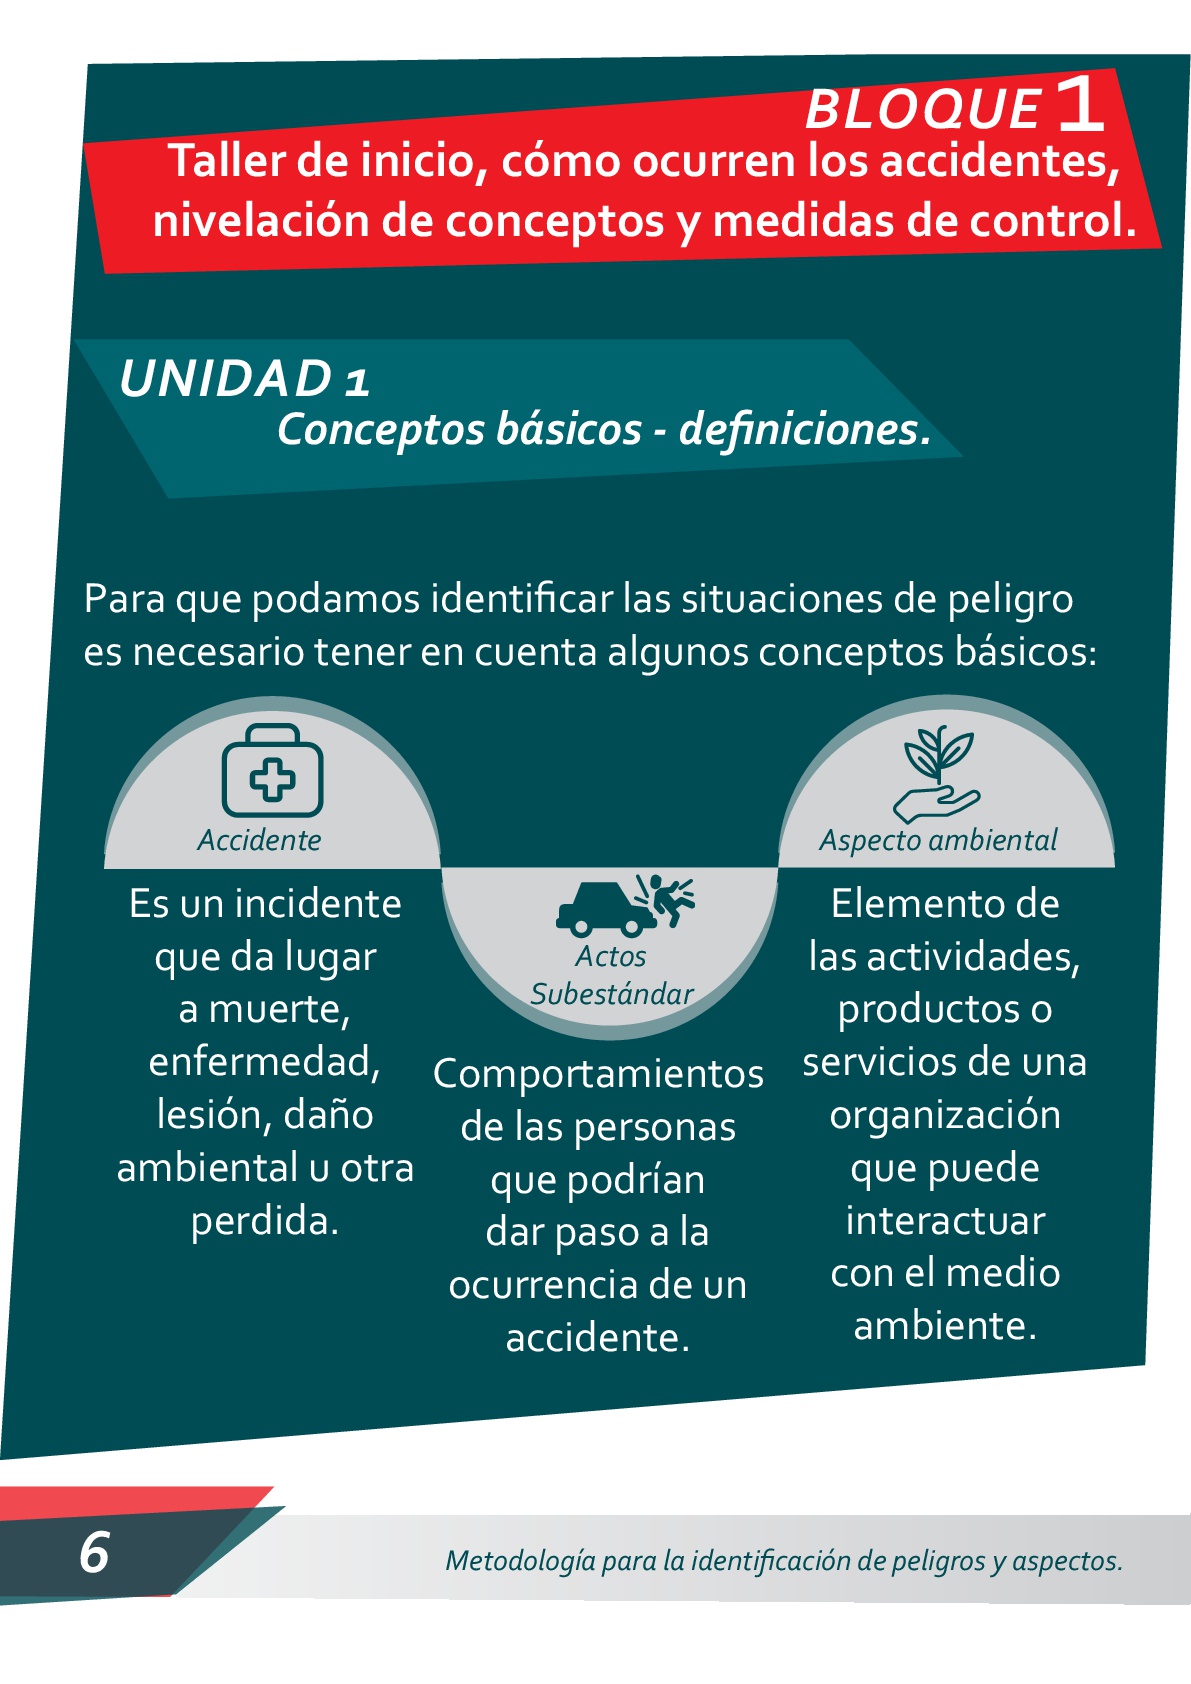 BLOQUE 1
Taller de inicio, cómo ocurren los accidentes,
nivelación de conceptos y medidas de control.
UNIDAD 1
Conceptos básicos - definiciones.
Para que podamos identificar las situaciones de peligro
es necesario tener en cuenta algunos conceptos básicos:
Accidente
Es un incidente
que da lugar
a muerte,
enfermedad,
lesión, daño
ambiental u otra
perdida.
Actos
Subestándar
Comportamientos
de las personas
que podrían
dar paso a la
ocurrencia de un
accidente.
Aspecto ambiental
Elemento de
las actividades,
productos o
servicios de una
organización
que puede
interactuar
con el medio
ambiente.
6
Metodología para la identificación de peligros y aspectos.